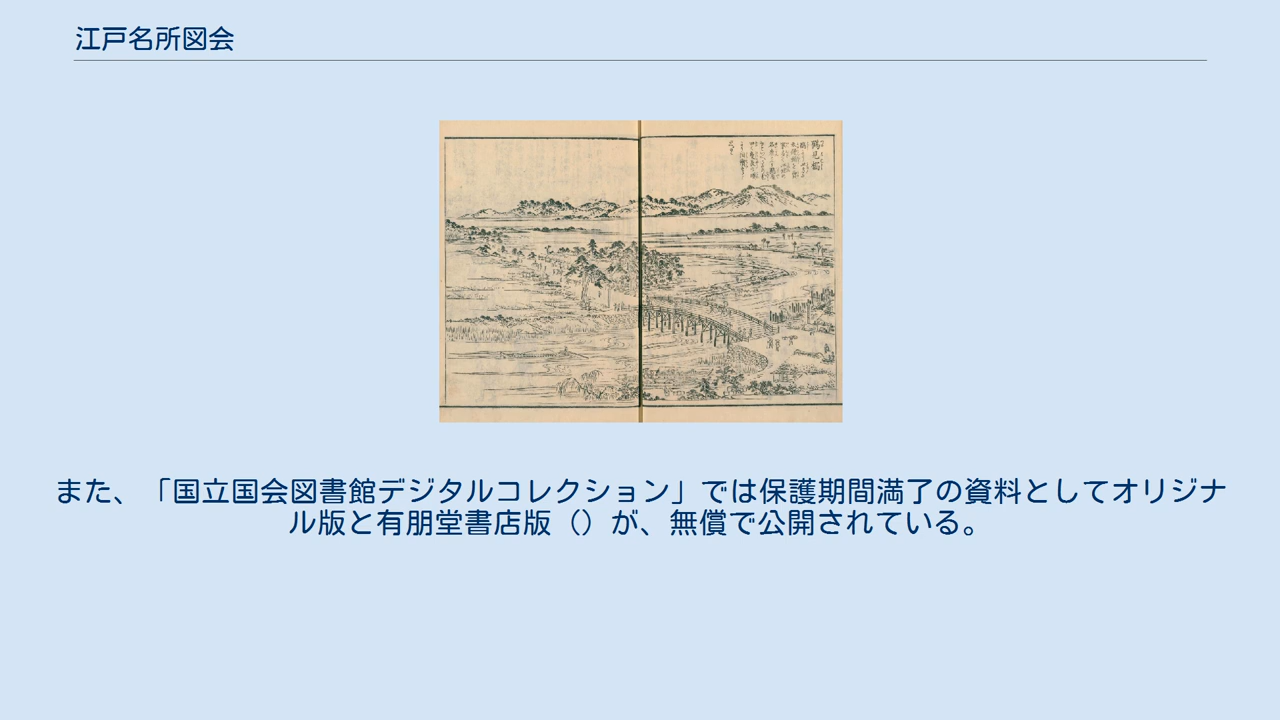 江戸名所図会
鶴見橋
また、「国立国会図書館デジタルコレクション」では保護期間満了の資料としてオリジナ
ル版と有朋堂書店版（）が、無償で公開されている。